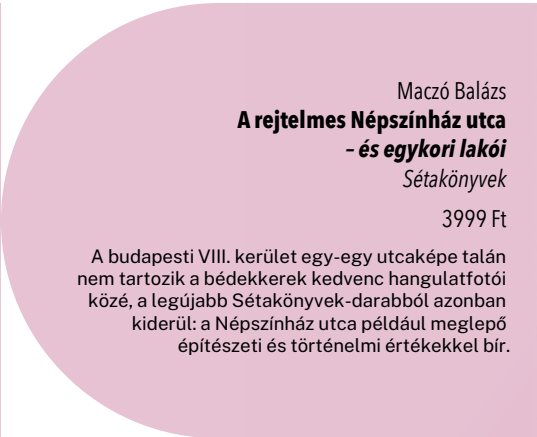 Maczó Balázs
A rejtelmes Népszínház utca
– és egykori lakói
Sétakönyvek
3999 Ft
A budapesti VIII. kerület egy-egy utcaképe talán
nem tartozik a bédekkerek kedvenc hangulatfotói
közé, a legújabb Sétakönyvek-darabból azonban
kiderül: a Népszínház utca például meglepő
építészeti és történelmi értékekkel bír.